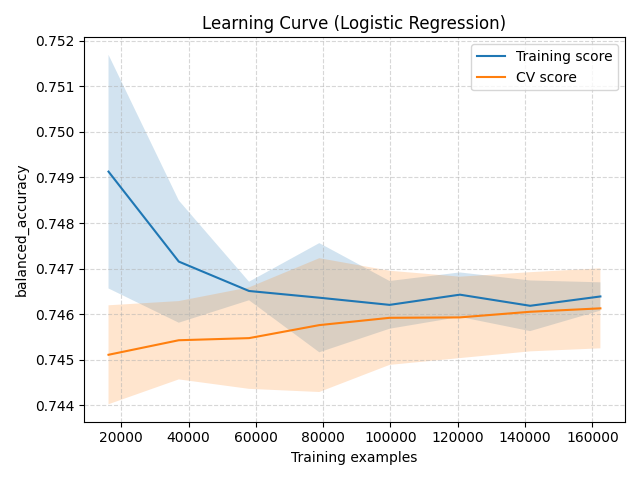 Learning Curve (Logistic Regression)
0.752
0.751
0.750
0.749
0.748
0.747
0.746
0.745
0.744
balanced_accuracy
Training score
CV score
20000 40000 60000 80000 100000 120000 140000 160000
Training examples